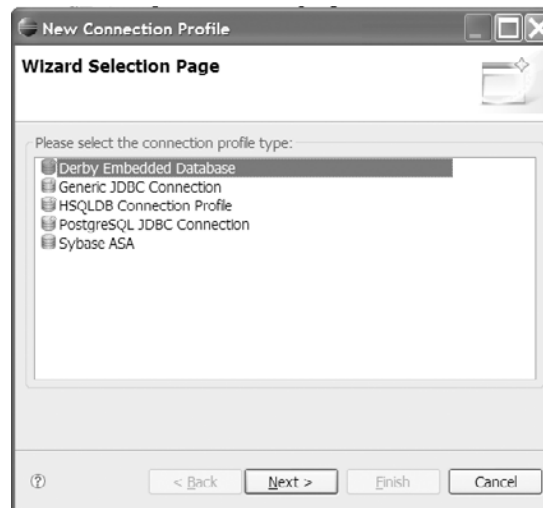 New Connection Profile
Wizard Selection Page
Please select the connection profile type:
Derby Embedded Database
Generic JDBC Connection
HSQLDB Connection Profile
PostgreSQL JDBC Connection
Sybase ASA
< Back Next > Finish Cancel